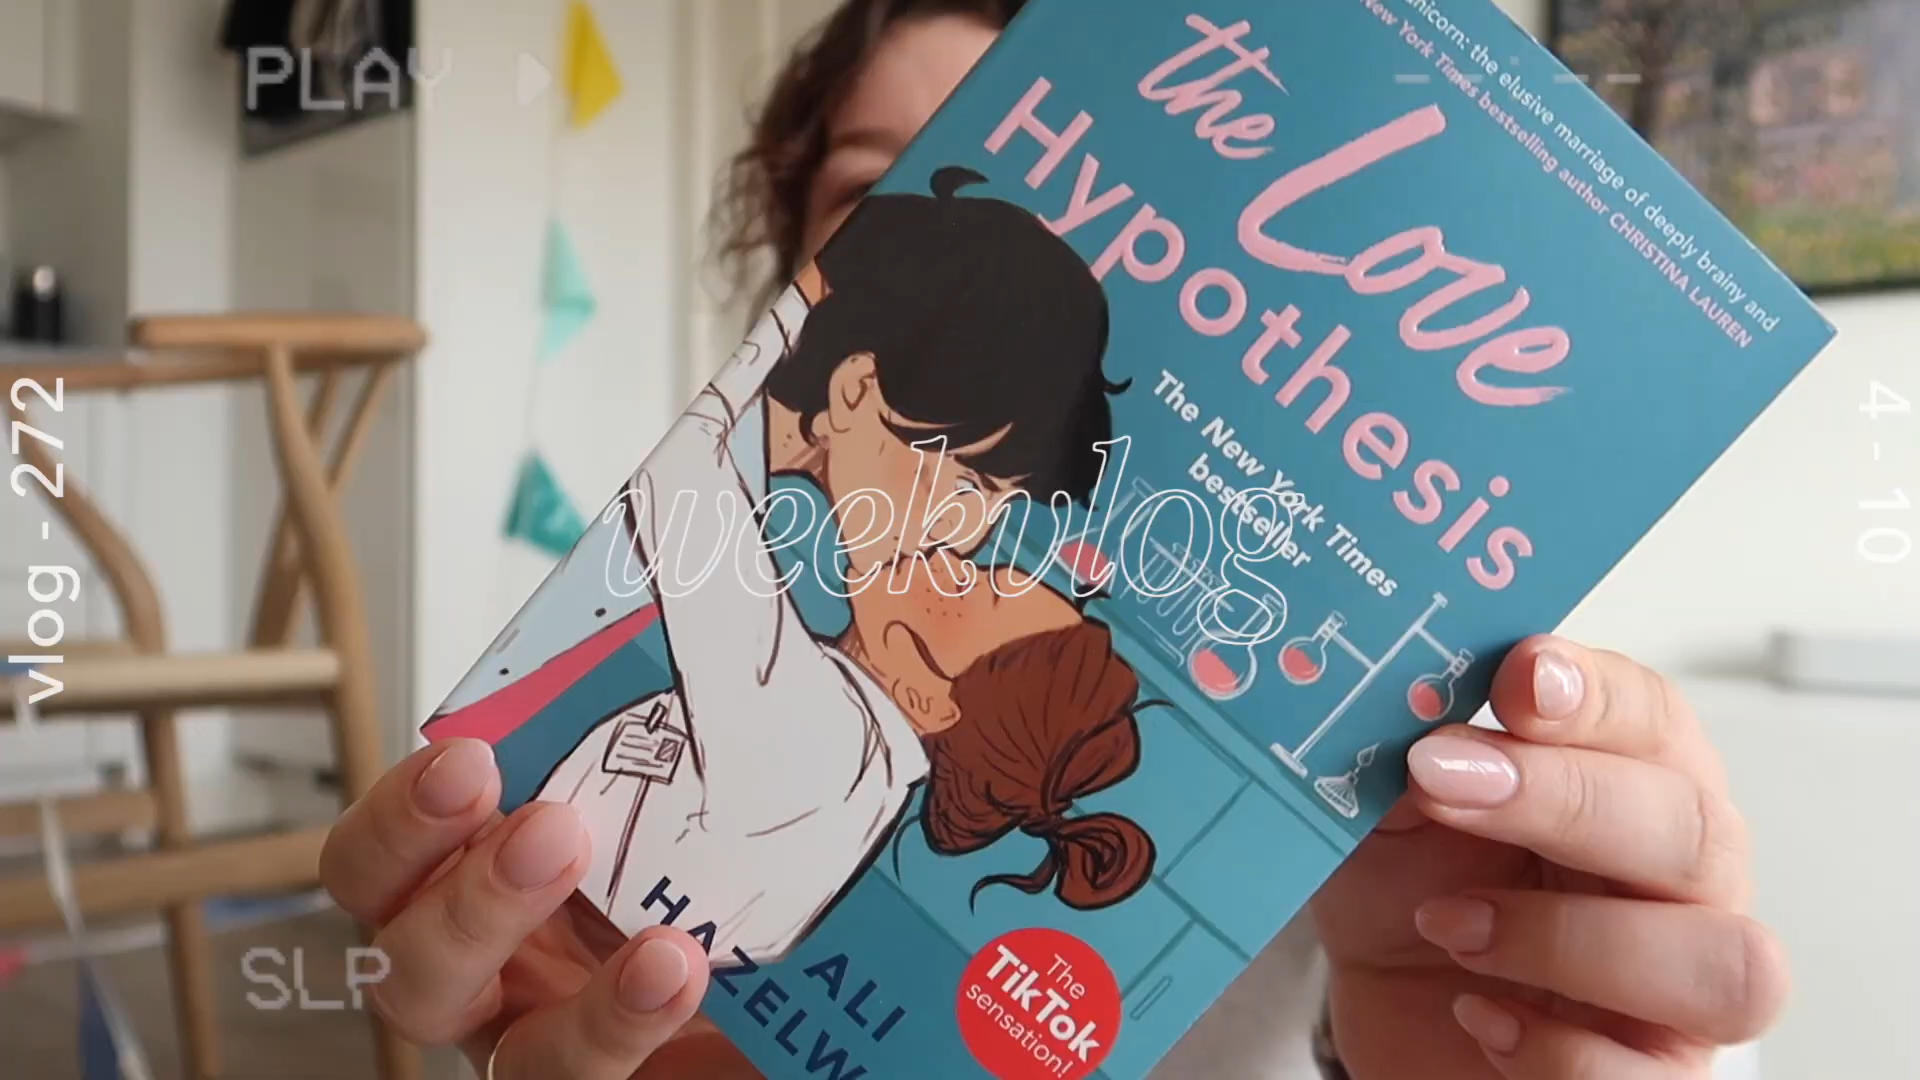 PLAY
unicorn: the elusive marriage of deeply brainy and
New York Times bestselling author CHRISTINA LAUREN
the Love
Hypothesis
The New York Times
bestseller
weekvlog
vlog - 272
4 - 10
SLP
ALI
HAZELW
The
TikTok
sensation!